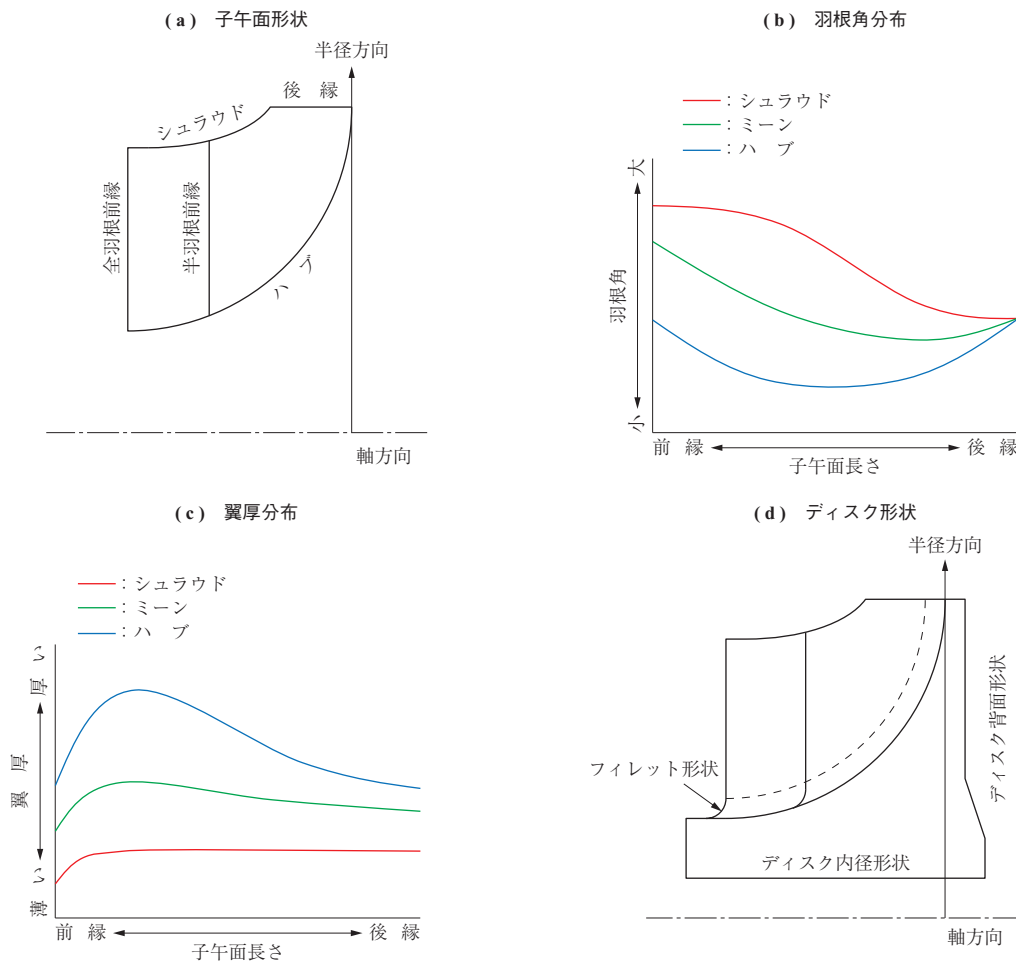 ( a ) 子午面形状
半径方向
後 縁
シュラウド
全羽根前縁
半羽根前縁
ハブ
軸方向
( b ) 羽根角分布
：シュラウド
：ミーン
：ハ ブ
大
羽根角
小
前 縁
後 縁
子午面長さ
( c ) 翼厚分布
：シュラウド
：ミーン
：ハ ブ
厚 い
翼 厚
薄 い
前 縁
後 縁
子午面長さ
( d ) ディスク形状
半径方向
ディスク背面形状
フィレット形状
ディスク内径形状
軸方向